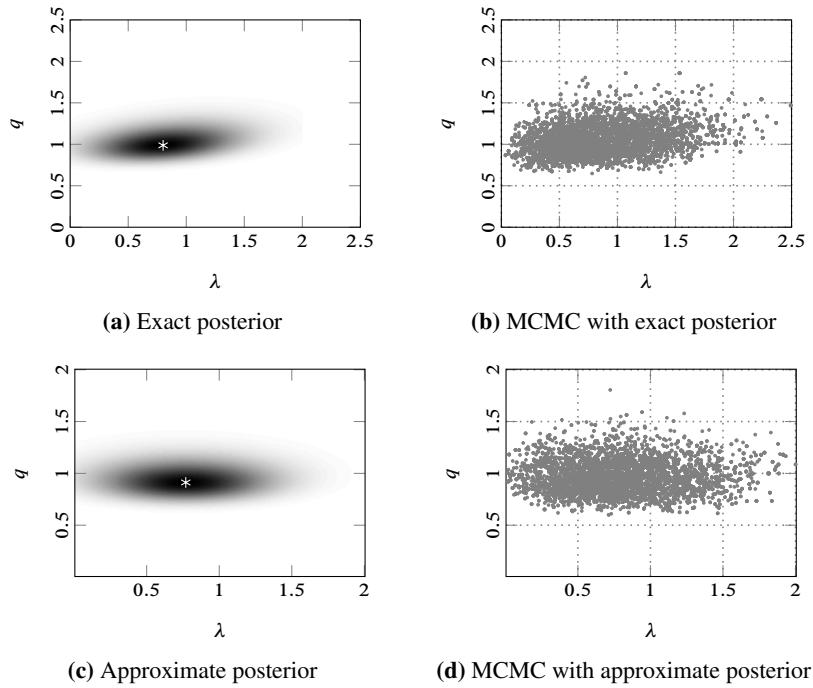 2.5
2
1.5
q
1
0.5
0
0 0.5 1 1.5 2 2.5
λ
(a) Exact posterior
2.5
2
1.5
q
1
0.5
0
0 0.5 1 1.5 2 2.5
λ
(b) MCMC with exact posterior
2
1.5
q
1
0.5
0.5 1 1.5 2
λ
(c) Approximate posterior
2
1.5
q
1
0.5
0.5 1 1.5 2
λ
(d) MCMC with approximate posterior